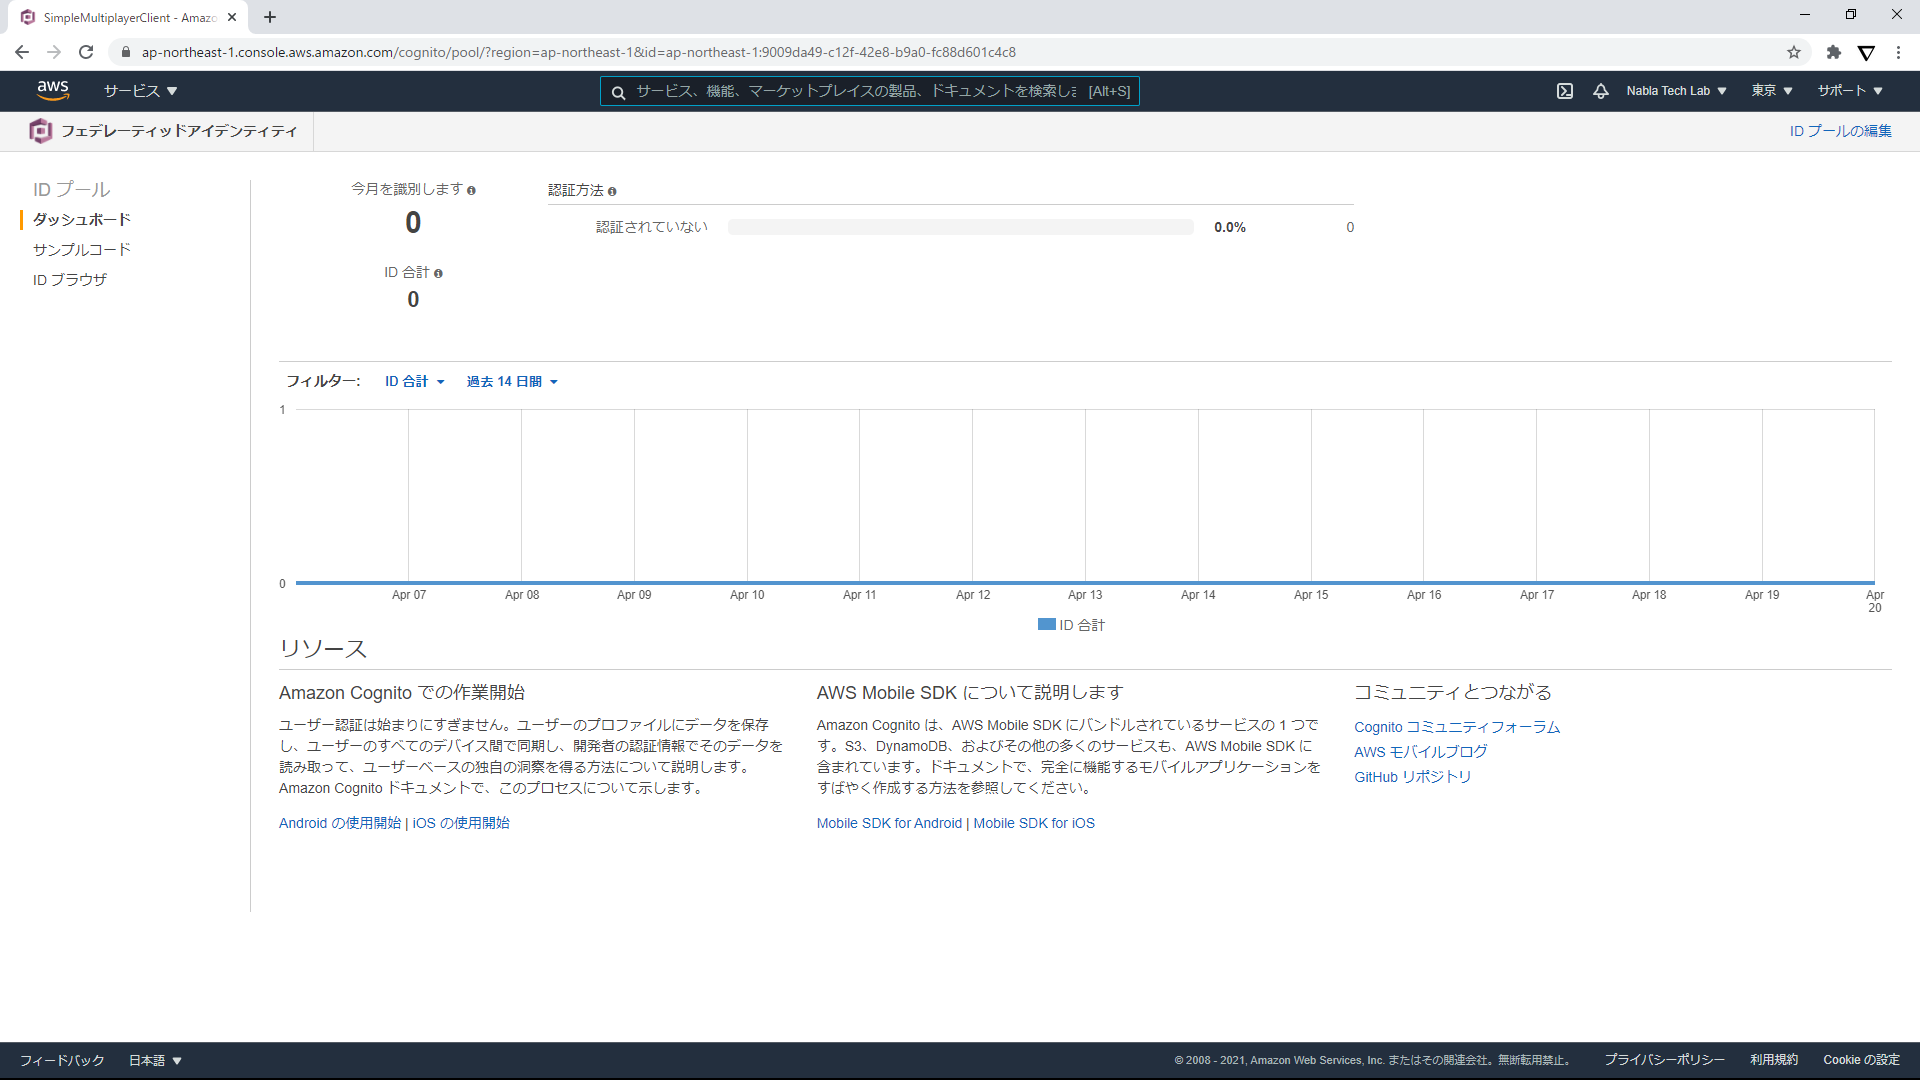 SimpleMultiplayerClient - Amazo
ap-northeast-1.console.aws.amazon.com/cognito/pool/?region=ap-northeast-1&id=ap-northeast-1:9009da49-c12f-42e8-b9a0-fc88d601c4c8
aws サービス サービス、機能、マーケットプレイスの製品、ドキュメントを検索しま [Alt+S] Nabla Tech Lab 東京 サポート
フェデレーティッドアイデンティティ ID プールの編集
ID プール
ダッシュボード
サンプルコード
ID ブラウザ
今月を識別します
0
ID 合計
0
認証方法
認証されていない 0.0% 0
フィルター: ID 合計 過去 14 日間
1
0
Apr 07 Apr 08 Apr 09 Apr 10 Apr 11 Apr 12 Apr 13 Apr 14 Apr 15 Apr 16 Apr 17 Apr 18 Apr 19 Apr 20
ID 合計
リソース
Amazon Cognito での作業開始
ユーザー認証は始まりにすぎません。ユーザーのプロファイルにデータを保存
し、ユーザーのすべてのデバイス間で同期し、開発者の認証情報でそのデータを
読み取って、ユーザーベースの独自の洞察を得る方法について説明します。
Amazon Cognito ドキュメントで、このプロセスについて示します。
Android の使用開始 | iOS の使用開始
AWS Mobile SDK について説明します
Amazon Cognito は、AWS Mobile SDK にバンドルされているサービスの 1 つで
す。S3、DynamoDB、およびその他の多くのサービスも、AWS Mobile SDK に
含まれています。ドキュメントで、完全に機能するモバイルアプリケーションを
すばやく作成する方法を参照してください。
Mobile SDK for Android | Mobile SDK for iOS
コミュニティとつながる
Cognito コミュニティフォーラム
AWS モバイルブログ
GitHub リポジトリ
フィードバック 日本語 © 2008 - 2021, Amazon Web Services, Inc. またはその関連会社。無断転用禁止。 プライバシーポリシー 利用規約 Cookie の設定